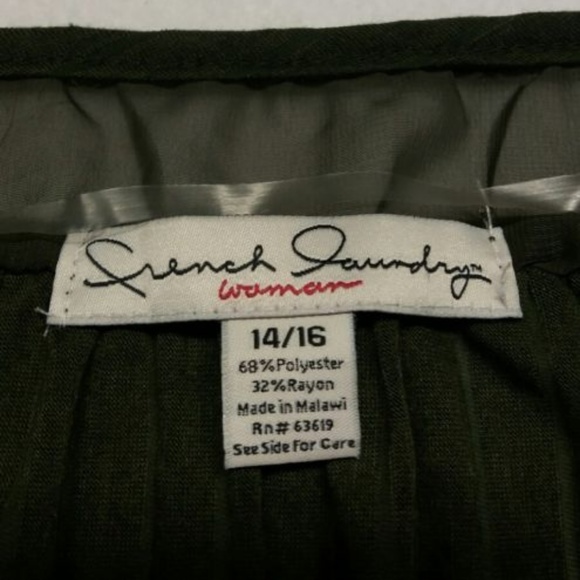 French Laundry™
woman
14/16
68%Polyester
32%Rayon
Made in Malawi
Rn# 63619
See Side For Care